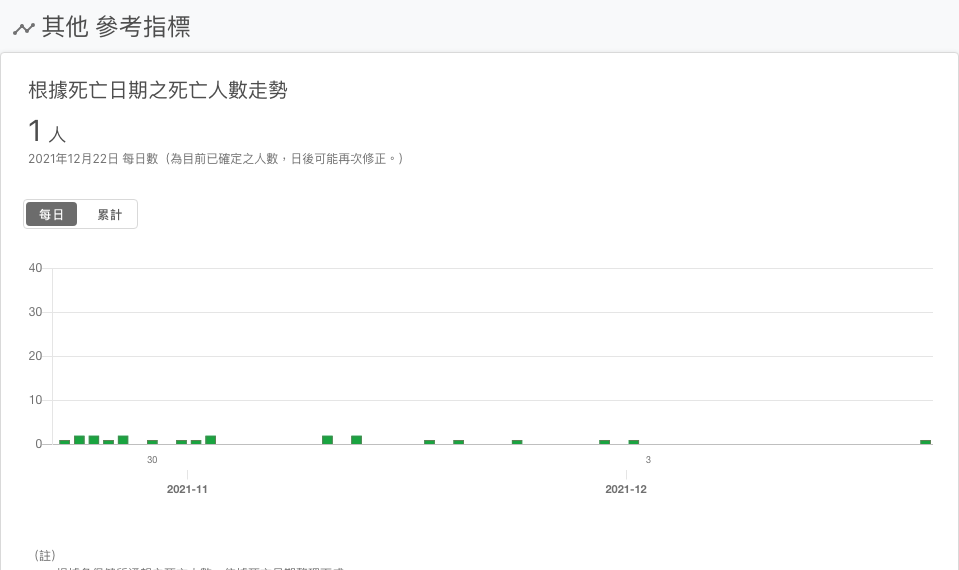 其他 參考指標
根據死亡日期之死亡人數走勢
1 人
2021年12月22日 每日數（為目前已確定之人數，日後可能再次修正。）
每日 累計
40
30
20
10
0
30 3
2021-11 2021-12
（註）